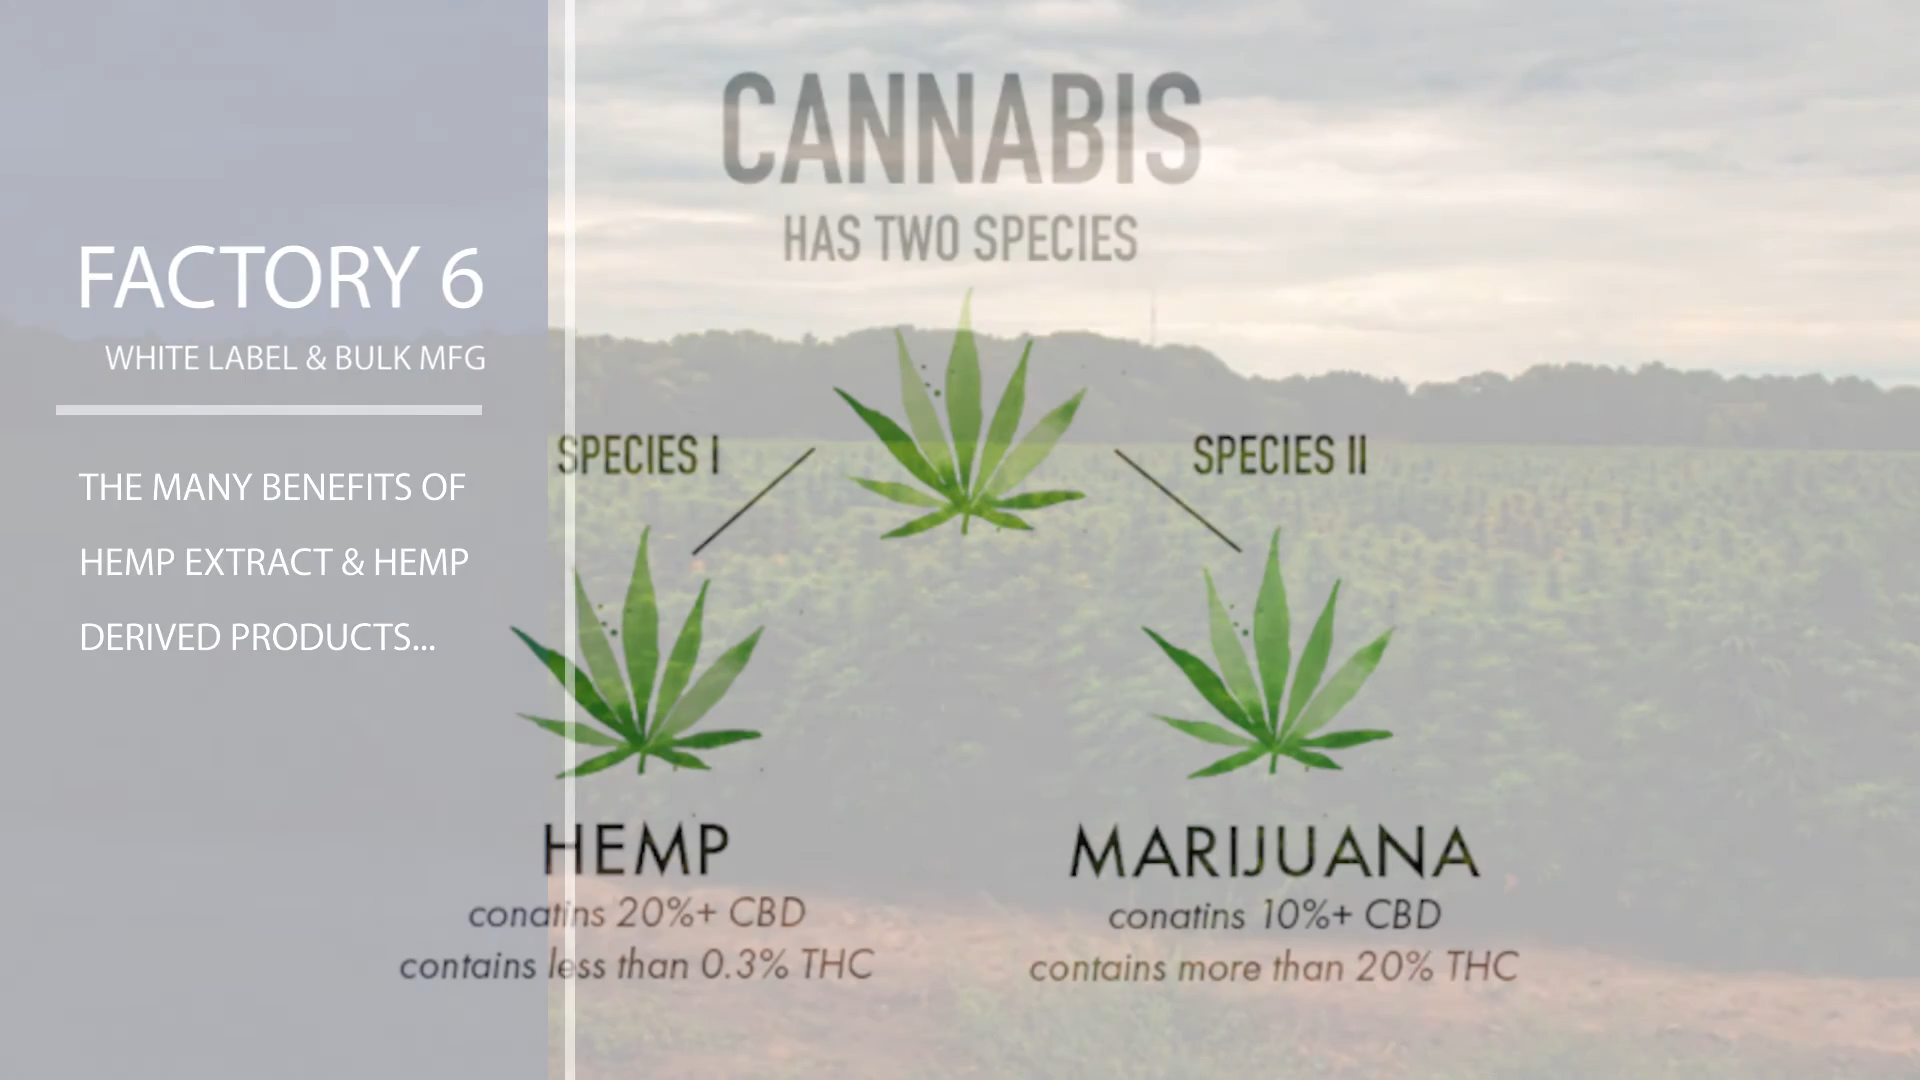 FACTORY 6
WHITE LABEL & BULK MFG
THE MANY BENEFITS OF
HEMP EXTRACT & HEMP
DERIVED PRODUCTS...
CANNABIS
HAS TWO SPECIES
SPECIES I
SPECIES II
HEMP
conatins 20%+ CBD
contains less than 0.3% THC
MARIJUANA
conatins 10%+ CBD
contains more than 20% THC